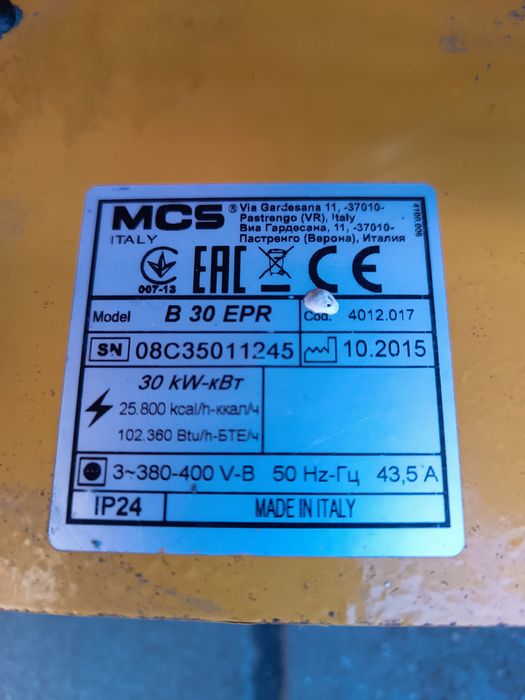 MCS ®
ITALY
Via Gardesana 11, -37010-
Pastrengo (VR), Italy
Виа Гардесана, 11, -37010-
Пастренго (Верона), Италия
007-13
EAC
CE
Model B 30 EPR
Cod. 4012.017
SN 08C35011245
10.2015
30 kW-кВт
25.800 kcal/h-ккал/ч
102.360 Btu/h-БТЕ/ч
3~380-400 V-В 50 Hz-Гц 43,5 A
IP24
MADE IN ITALY